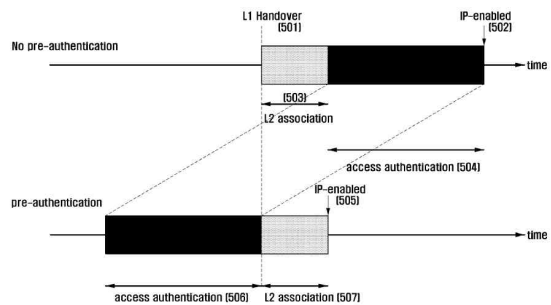 L1 Handover
(501)
IP-enabled
(502)
No pre-authentication
time
(503)
L2 association
access authentication (504)
IP-enabled
(505)
pre-authentication
time
access authentication (506)
L2 association (507)